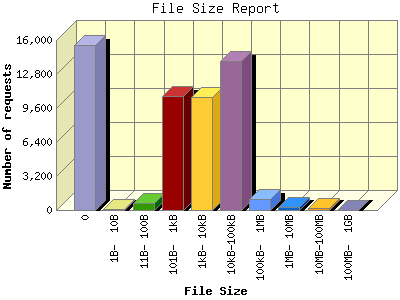 File Size Report
Number of requests
16,000
12,800
9,600
6,400
3,200
0
0
1B- 10B
11B- 100B
101B- 1kB
1kB- 10kB
10kB-100kB
100kB- 1MB
1MB- 10MB
10MB-100MB
100MB- 1GB
File Size